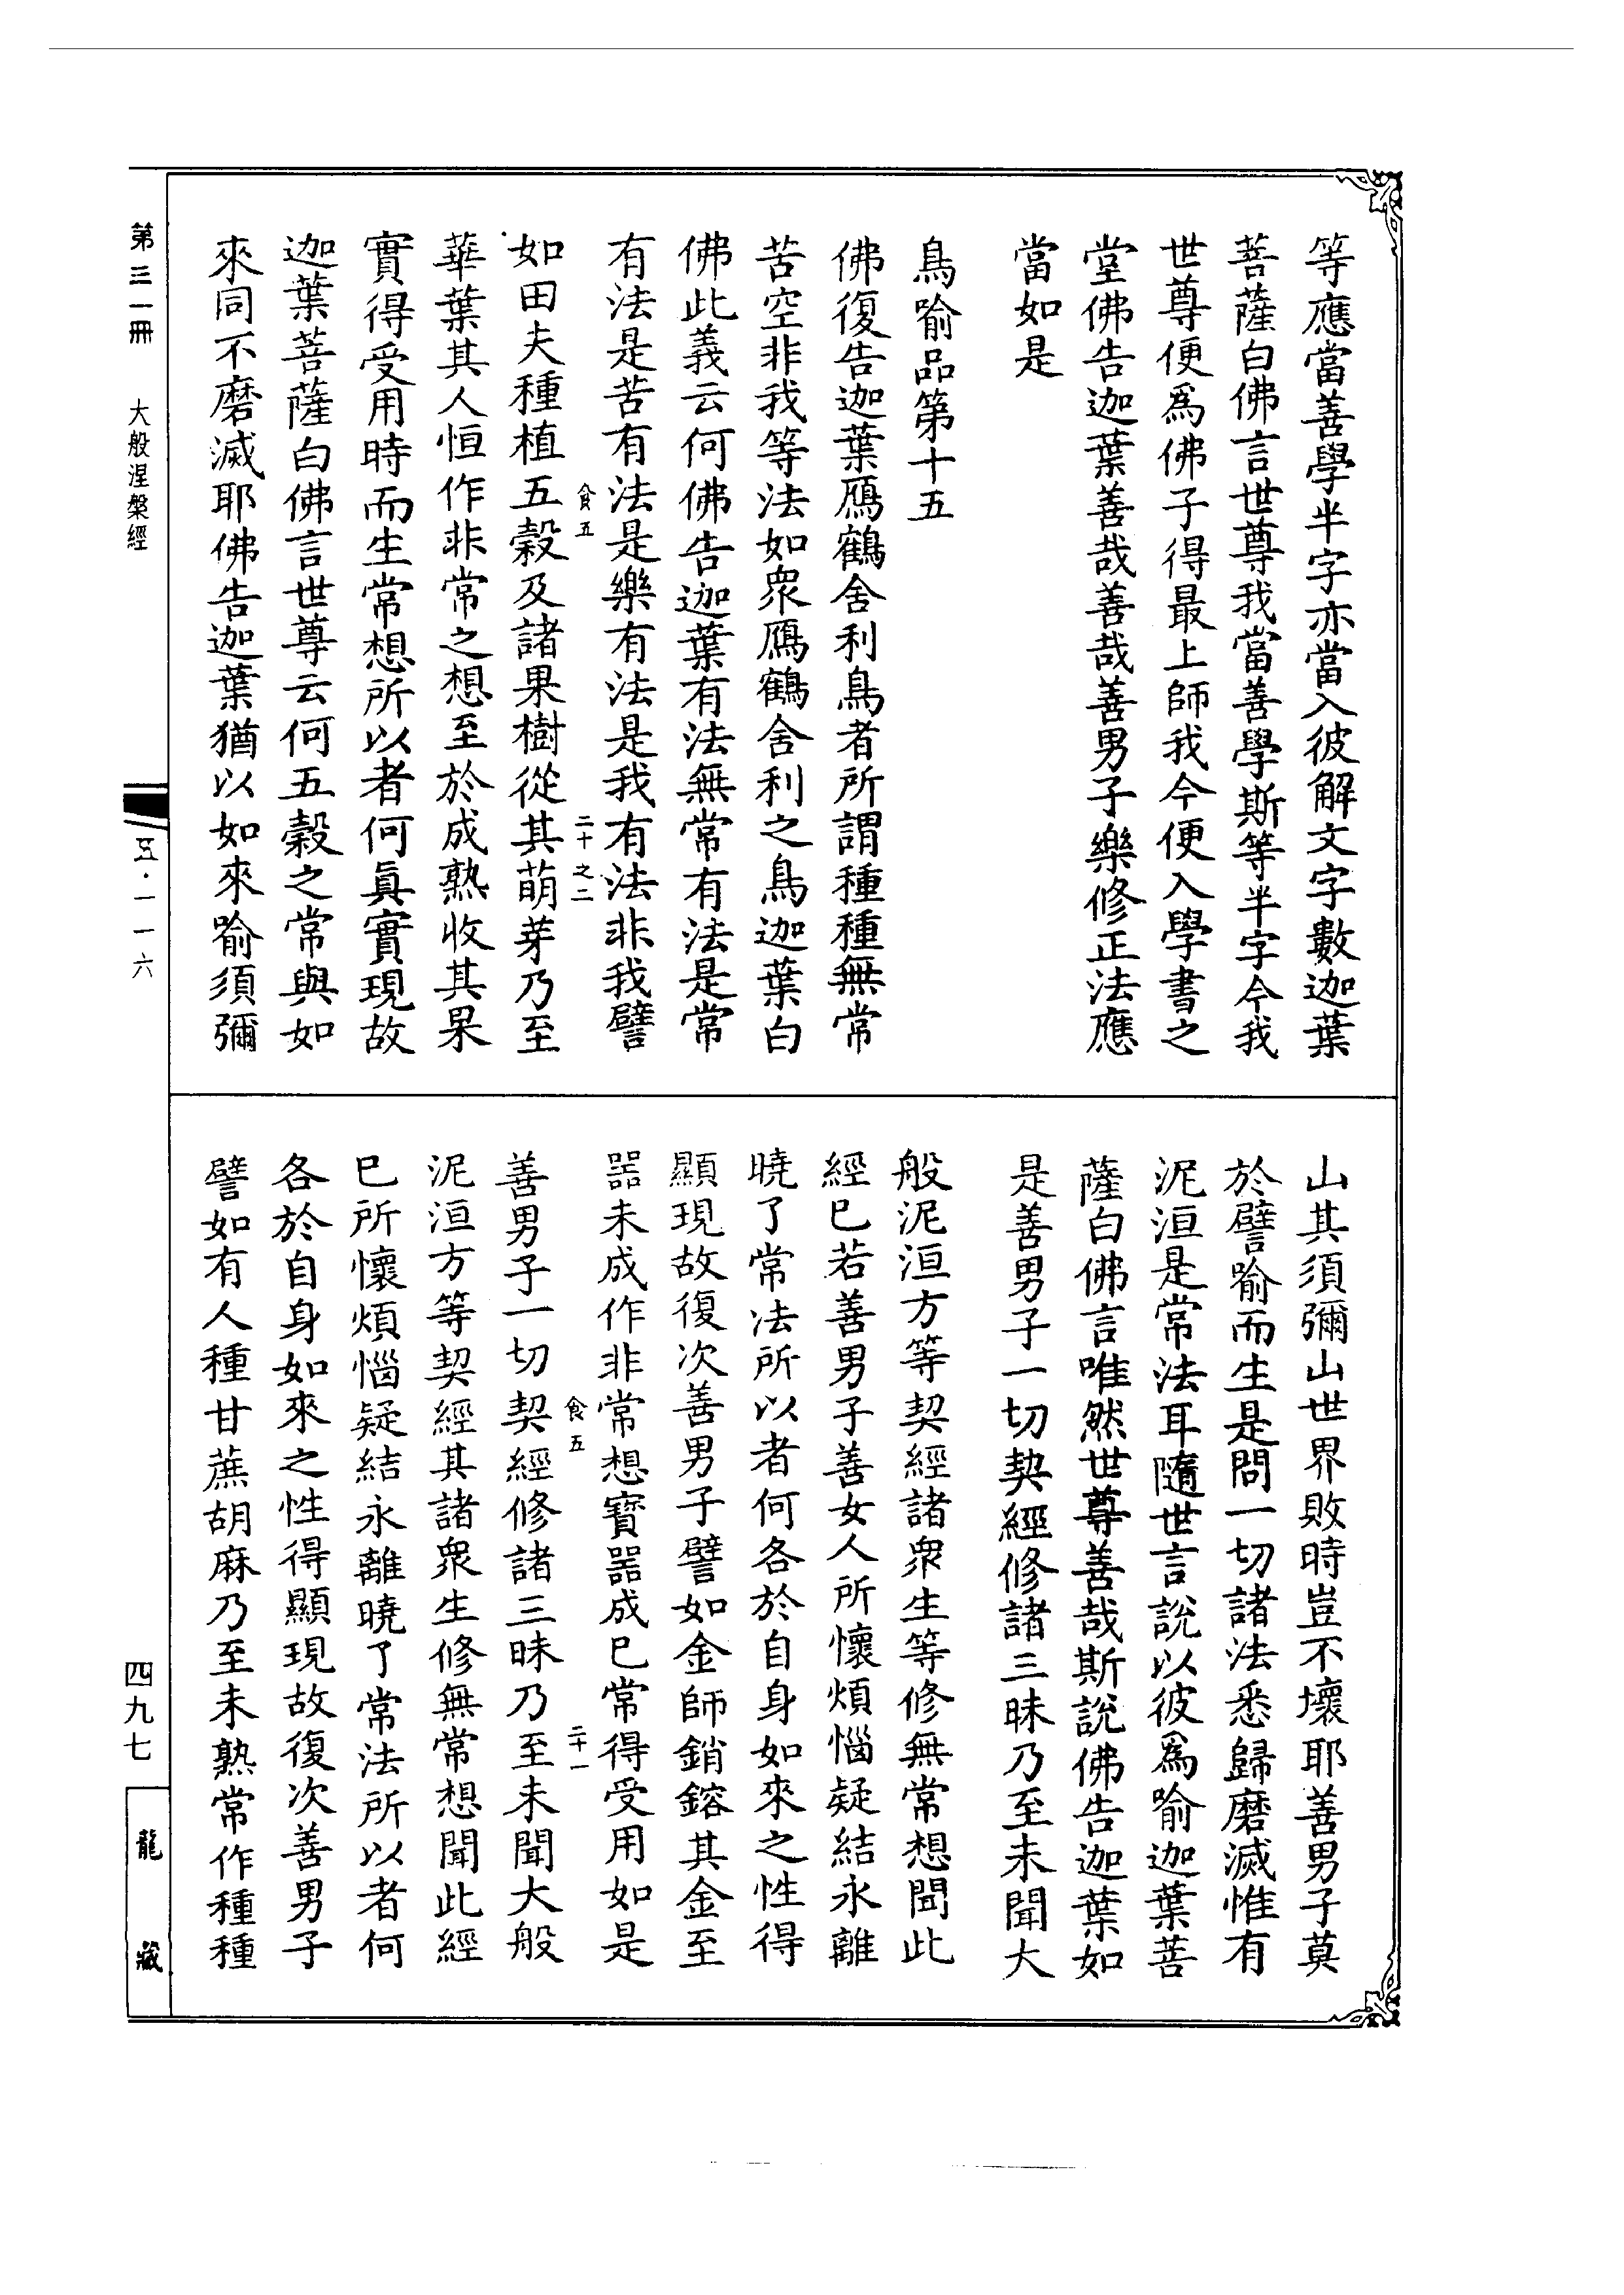 等應當善學半字亦當入彼解文字數迦葉
菩薩白佛言世尊我當善學斯等半字今我
世尊便爲佛子得最上師我今便入學書之
堂佛告迦葉善哉善哉善男子樂修正法應
當如是
鳥喻品第十五
佛復告迦葉鴈鶴舍利鳥者所謂種種無常
苦空非我等法如衆鴈鶴舍利之鳥迦葉白
佛此義云何佛告迦葉有法無常有法是常
有法是苦有法是樂有法是我有法非我譬
食五
二十之二
如田夫種植五穀及諸果樹從其萌芽乃至
華葉其人恒作非常之想至於成熟收其果
實得受用時而生常想所以者何眞實現故
迦葉菩薩白佛言世尊云何五穀之常與如
來同不磨滅耶佛告迦葉猶以如來喻須彌
山其須彌山世界敗時豈不壞耶善男子莫
於譬喻而生是問一切諸法悉歸磨滅惟有
泥洹是常法耳隨世言說以彼爲喻迦葉菩
薩白佛言唯然世尊善哉斯說佛告迦葉如
是善男子一切契經修諸三昧乃至未聞大
般泥洹方等契經諸衆生等修無常想聞此
經已若善男子善女人所懷煩惱疑結永離
曉了常法所以者何各於自身如來之性得
顯現故復次善男子譬如金師銷鎔其金至
器未成作非常想寶器成已常得受用如是
食五
二十一
善男子一切契經修諸三昧乃至未聞大般
泥洹方等契經其諸衆生修無常想聞此經
已所懷煩惱疑結永離曉了常法所以者何
各於自身如來之性得顯現故復次善男子
譬如有人種甘蔗胡麻乃至未熟常作種種
第三一冊
大般涅槃經
五·一一六
四九七
龍藏